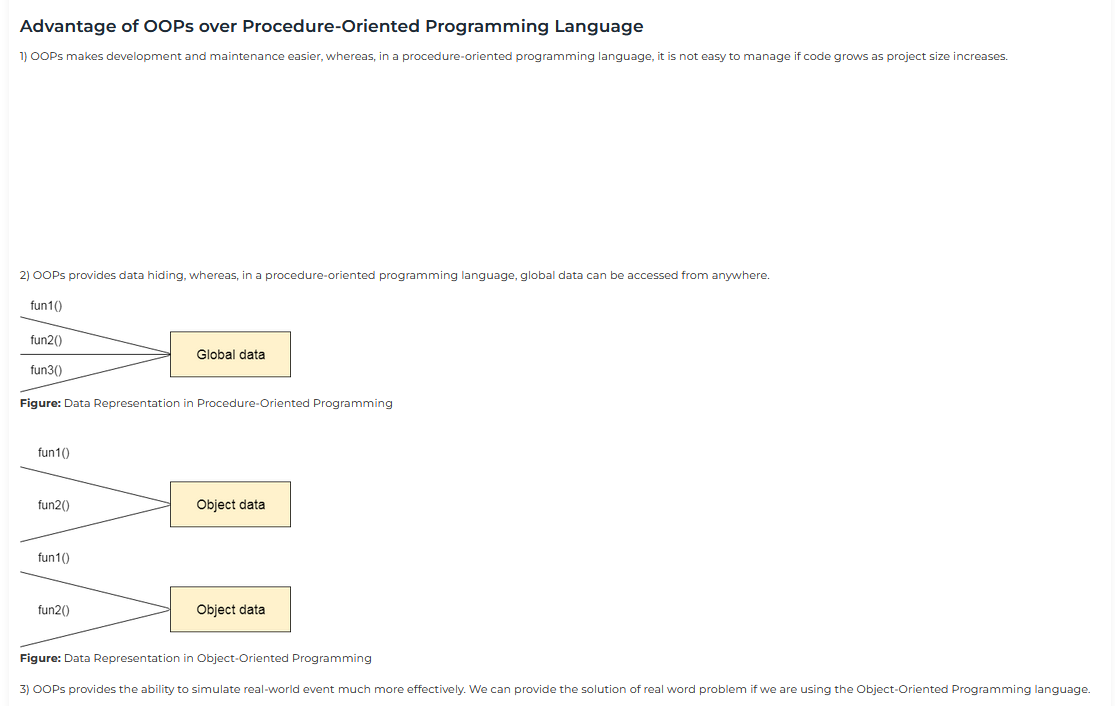 Advantage of OOPs over Procedure-Oriented Programming Language
1) OOPs makes development and maintenance easier, whereas, in a procedure-oriented programming language, it is not easy to manage if code grows as project size increases.
2) OOPs provides data hiding, whereas, in a procedure-oriented programming language, global data can be accessed from anywhere.
fun1()
fun2()
Global data
fun3()
Figure: Data Representation in Procedure-Oriented Programming
fun1()
fun2()
Object data
fun1()
fun2()
Object data
Figure: Data Representation in Object-Oriented Programming
3) OOPs provides the ability to simulate real-world event much more effectively. We can provide the solution of real word problem if we are using the Object-Oriented Programming language.